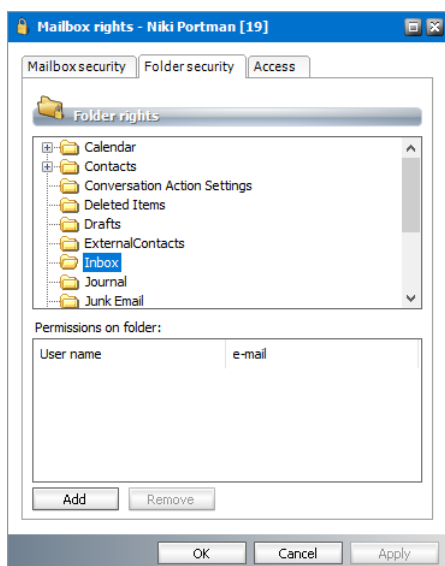 Mailbox rights - Niki Portman [19]
Mailbox security Folder security Access
Folder rights
Calendar
Contacts
Conversation Action Settings
Deleted Items
Drafts
ExternalContacts
Inbox
Journal
Junk Email
Permissions on folder:
User name e-mail
Add Remove
OK Cancel Apply